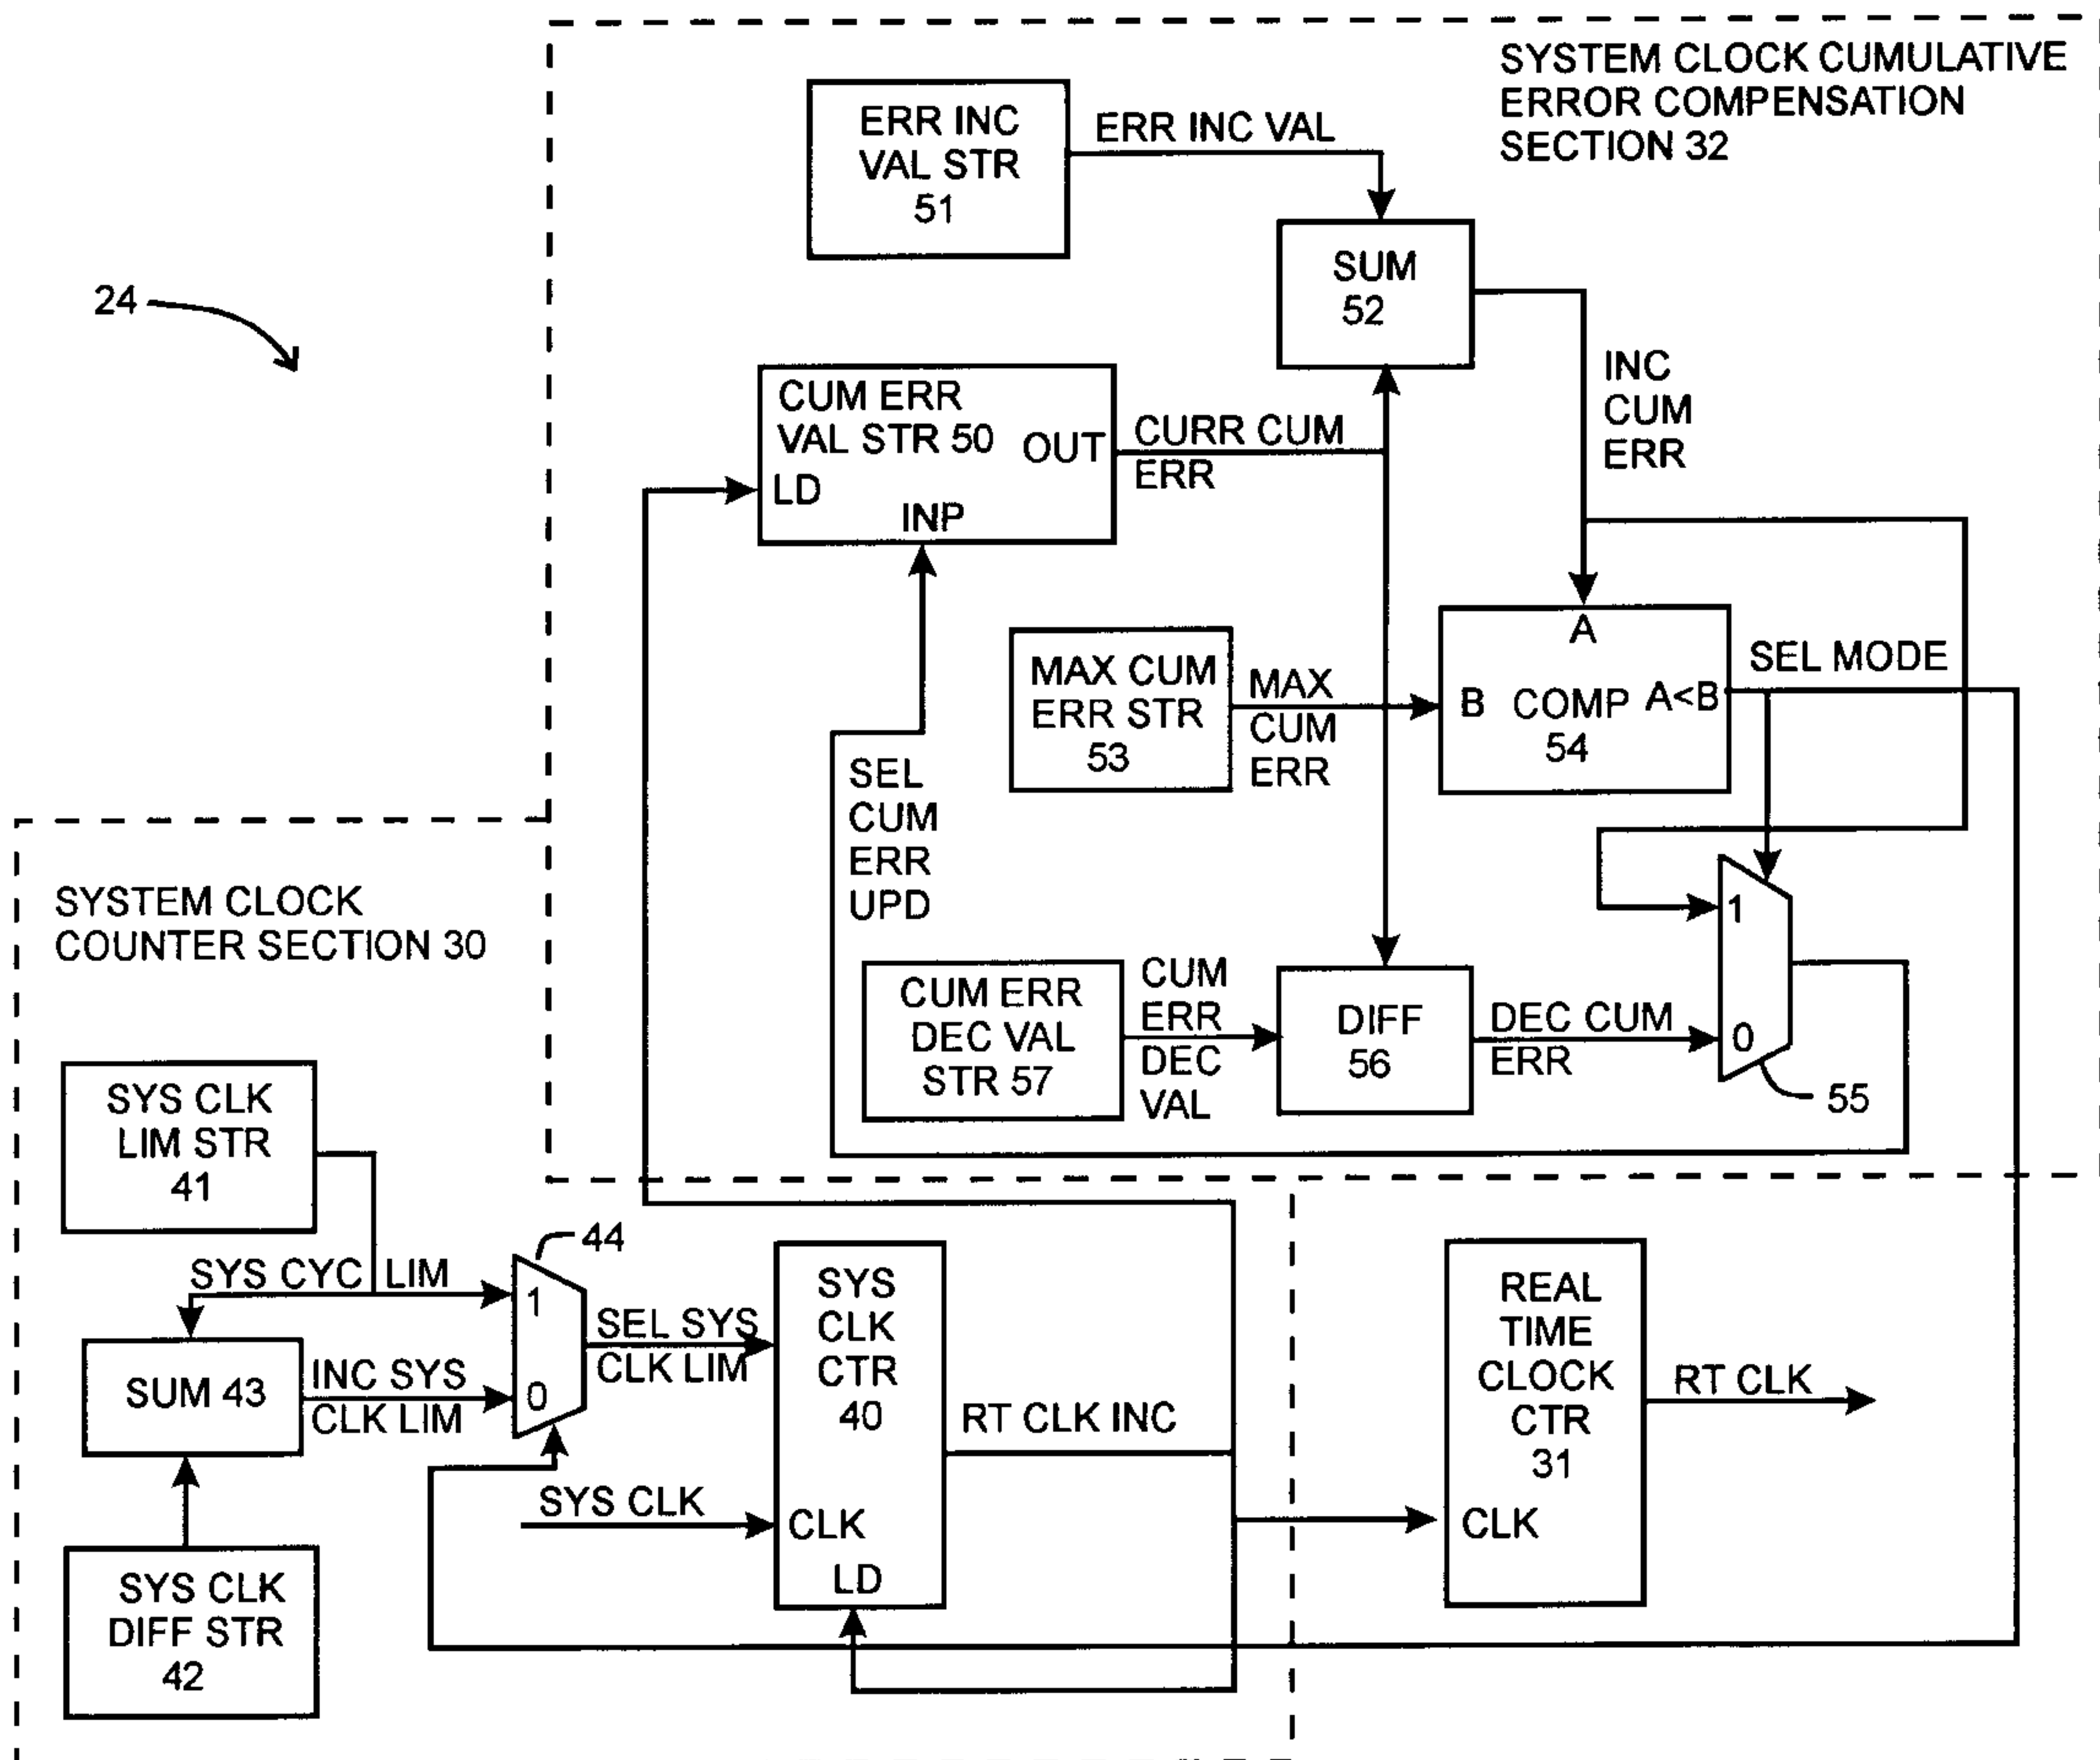 SYSTEM CLOCK CUMULATIVE
ERROR COMPENSATION
SECTION 32
ERR INC
VAL STR
51
ERR INC VAL
SUM
52
24
INC
CUM
ERR
CUM ERR
VAL STR 50
OUT
LD
INP
CURR CUM
ERR
MAX CUM
ERR STR
53
MAX
CUM
ERR
A
B
COMP
A<B
54
SEL MODE
SEL
CUM
ERR
UPD
SYSTEM CLOCK
COUNTER SECTION 30
CUM ERR
DEC VAL
STR 57
CUM
ERR
DEC
VAL
DIFF
56
DEC CUM
ERR
1
0
55
SYS CLK
LIM STR
41
SYS CYC LIM
44
1
0
SUM 43
INC SYS
CLK LIM
SEL SYS
CLK LIM
SYS
CLK
CTR
40
SYS CLK
CLK
LD
RT CLK INC
REAL
TIME
CLOCK
CTR
31
CLK
RT CLK
SYS CLK
DIFF STR
42